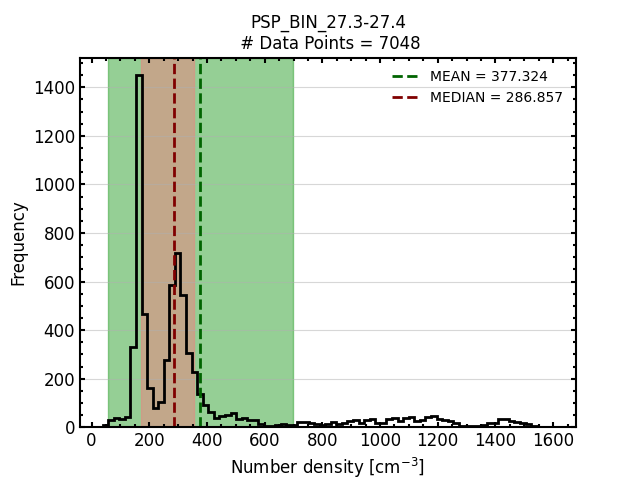 PSP_BIN_27.3-27.4
# Data Points = 7048
MEAN = 377.324
MEDIAN = 286.857
Frequency
1400
1200
1000
800
600
400
200
0
0 200 400 600 800 1000 1200 1400 1600
Number density [cm⁻³]